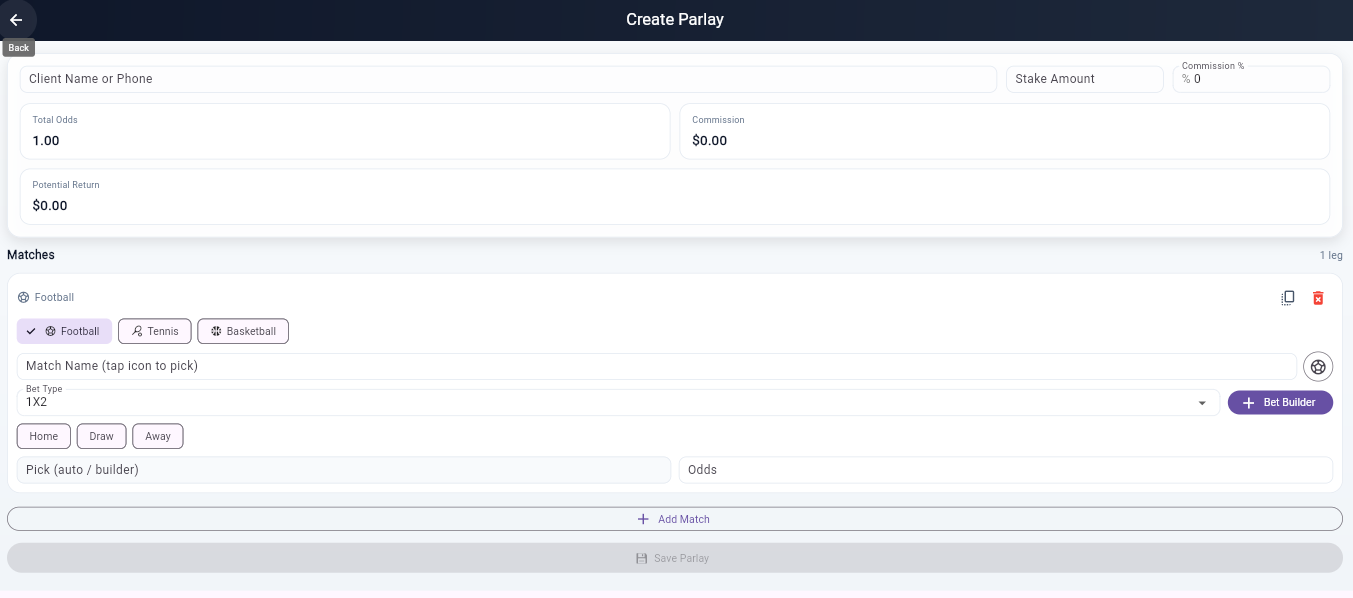 Create Parlay
Back
Client Name or Phone
Stake Amount
Commission %
% 0
Total Odds
1.00
Commission
$0.00
Potential Return
$0.00
Matches
1 leg
Football
Football
Tennis
Basketball
Match Name (tap icon to pick)
Bet Type
1X2
Bet Builder
Home
Draw
Away
Pick (auto / builder)
Odds
Add Match
Save Parlay